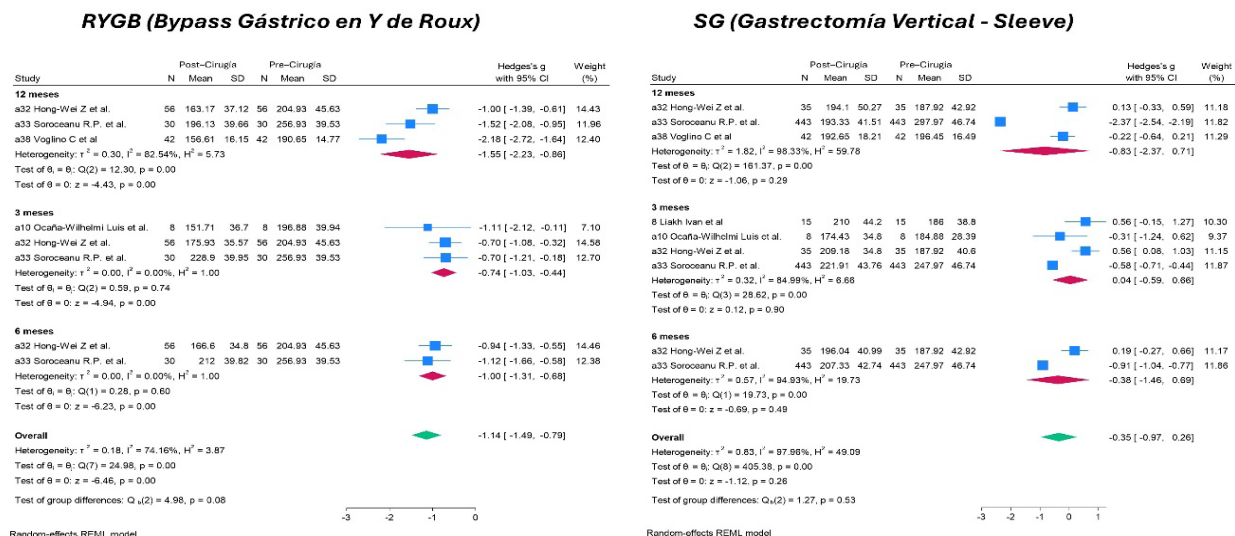 RYGB (Bypass Gástrico en Y de Roux)
Post–Cirugía Pre–Cirugía Hedges's g Weight
Study N Mean SD N Mean SD with 95% CI (%)
12 meses
a32 Hong-Wei Z et al. 56 163.17 37.12 56 204.93 45.63 -1.00 [ -1.39, -0.61] 14.43
a33 Soroceanu R.P. et al. 30 196.13 39.66 30 256.93 39.53 -1.52 [ -2.08, -0.95] 11.96
a38 Voglino C et al 42 156.61 16.15 42 190.65 14.77 -2.18 [ -2.72, -1.64] 12.40
Heterogeneity: τ² = 0.30, I² = 82.54%, H² = 5.73 -1.55 [ -2.23, -0.86]
Test of θᵢ = θⱼ: Q(2) = 12.30, p = 0.00
Test of θ = 0: z = -4.43, p = 0.00
3 meses
a10 Ocaña-Wilhelmi Luis et al. 8 151.71 36.7 8 196.88 39.94 -1.11 [ -2.12, -0.11] 7.10
a32 Hong-Wei Z et al. 56 175.93 35.57 56 204.93 45.63 -0.70 [ -1.08, -0.32] 14.58
a33 Soroceanu R.P. et al. 30 228.9 39.95 30 256.93 39.53 -0.70 [ -1.21, -0.18] 12.70
Heterogeneity: τ² = 0.00, I² = 0.00%, H² = 1.00 -0.74 [ -1.03, -0.44]
Test of θᵢ = θⱼ: Q(2) = 0.59, p = 0.74
Test of θ = 0: z = -4.94, p = 0.00
6 meses
a32 Hong-Wei Z et al. 56 166.6 34.8 56 204.93 45.63 -0.94 [ -1.33, -0.55] 14.46
a33 Soroceanu R.P. et al. 30 212 39.82 30 256.93 39.53 -1.12 [ -1.66, -0.58] 12.38
Heterogeneity: τ² = 0.00, I² = 0.00%, H² = 1.00 -1.00 [ -1.31, -0.68]
Test of θᵢ = θⱼ: Q(1) = 0.28, p = 0.60
Test of θ = 0: z = -6.23, p = 0.00
Overall -1.14 [ -1.49, -0.79]
Heterogeneity: τ² = 0.18, I² = 74.16%, H² = 3.87
Test of θᵢ = θⱼ: Q(7) = 24.98, p = 0.00
Test of θ = 0: z = -6.46, p = 0.00
Test of group differences: Q_b(2) = 4.98, p = 0.08
-3 -2 -1 0
Random-effects REML model
SG (Gastrectomía Vertical - Sleeve)
Post–Cirugía Pre–Cirugía Hedges's g Weight
Study N Mean SD N Mean SD with 95% CI (%)
12 meses
a32 Hong-Wei Z et al. 35 194.1 50.27 35 187.92 42.92 0.13 [ -0.33, 0.59] 11.18
a33 Soroceanu R.P. et al. 443 193.33 41.51 443 297.97 46.74 -2.37 [ -2.54, -2.19] 11.82
a38 Voglino C et al 42 192.65 18.21 42 196.45 16.49 -0.22 [ -0.64, 0.21] 11.29
Heterogeneity: τ² = 1.82, I² = 98.33%, H² = 59.78 -0.83 [ -2.37, 0.71]
Test of θᵢ = θⱼ: Q(2) = 161.37, p = 0.00
Test of θ = 0: z = -1.06, p = 0.29
3 meses
8 Liakh Ivan et al 15 210 44.2 15 186 38.8 0.56 [ -0.15, 1.27] 10.30
a10 Ocaña-Wilhelmi Luis et al. 8 174.43 34.8 8 184.88 28.39 -0.31 [ -1.24, 0.62] 9.37
a32 Hong-Wei Z et al. 35 209.18 34.8 35 187.92 40.6 0.56 [ 0.08, 1.03] 11.15
a33 Soroceanu R.P. et al. 443 221.91 43.76 443 247.97 46.74 -0.58 [ -0.71, -0.44] 11.87
Heterogeneity: τ² = 0.32, I² = 84.99%, H² = 6.66 0.04 [ -0.59, 0.66]
Test of θᵢ = θⱼ: Q(3) = 28.62, p = 0.00
Test of θ = 0: z = 0.12, p = 0.90
6 meses
a32 Hong-Wei Z et al. 35 196.04 40.99 35 187.92 42.92 0.19 [ -0.27, 0.66] 11.17
a33 Soroceanu R.P. et al. 443 207.33 42.74 443 247.97 46.74 -0.91 [ -1.04, -0.77] 11.86
Heterogeneity: τ² = 0.57, I² = 94.93%, H² = 19.73 -0.38 [ -1.46, 0.69]
Test of θᵢ = θⱼ: Q(1) = 19.73, p = 0.00
Test of θ = 0: z = -0.69, p = 0.49
Overall -0.35 [ -0.97, 0.26]
Heterogeneity: τ² = 0.83, I² = 97.96%, H² = 49.09
Test of θᵢ = θⱼ: Q(8) = 405.38, p = 0.00
Test of θ = 0: z = -1.12, p = 0.26
Test of group differences: Q_b(2) = 1.27, p = 0.53
-3 -2 -1 0 1
Random-effects REML model